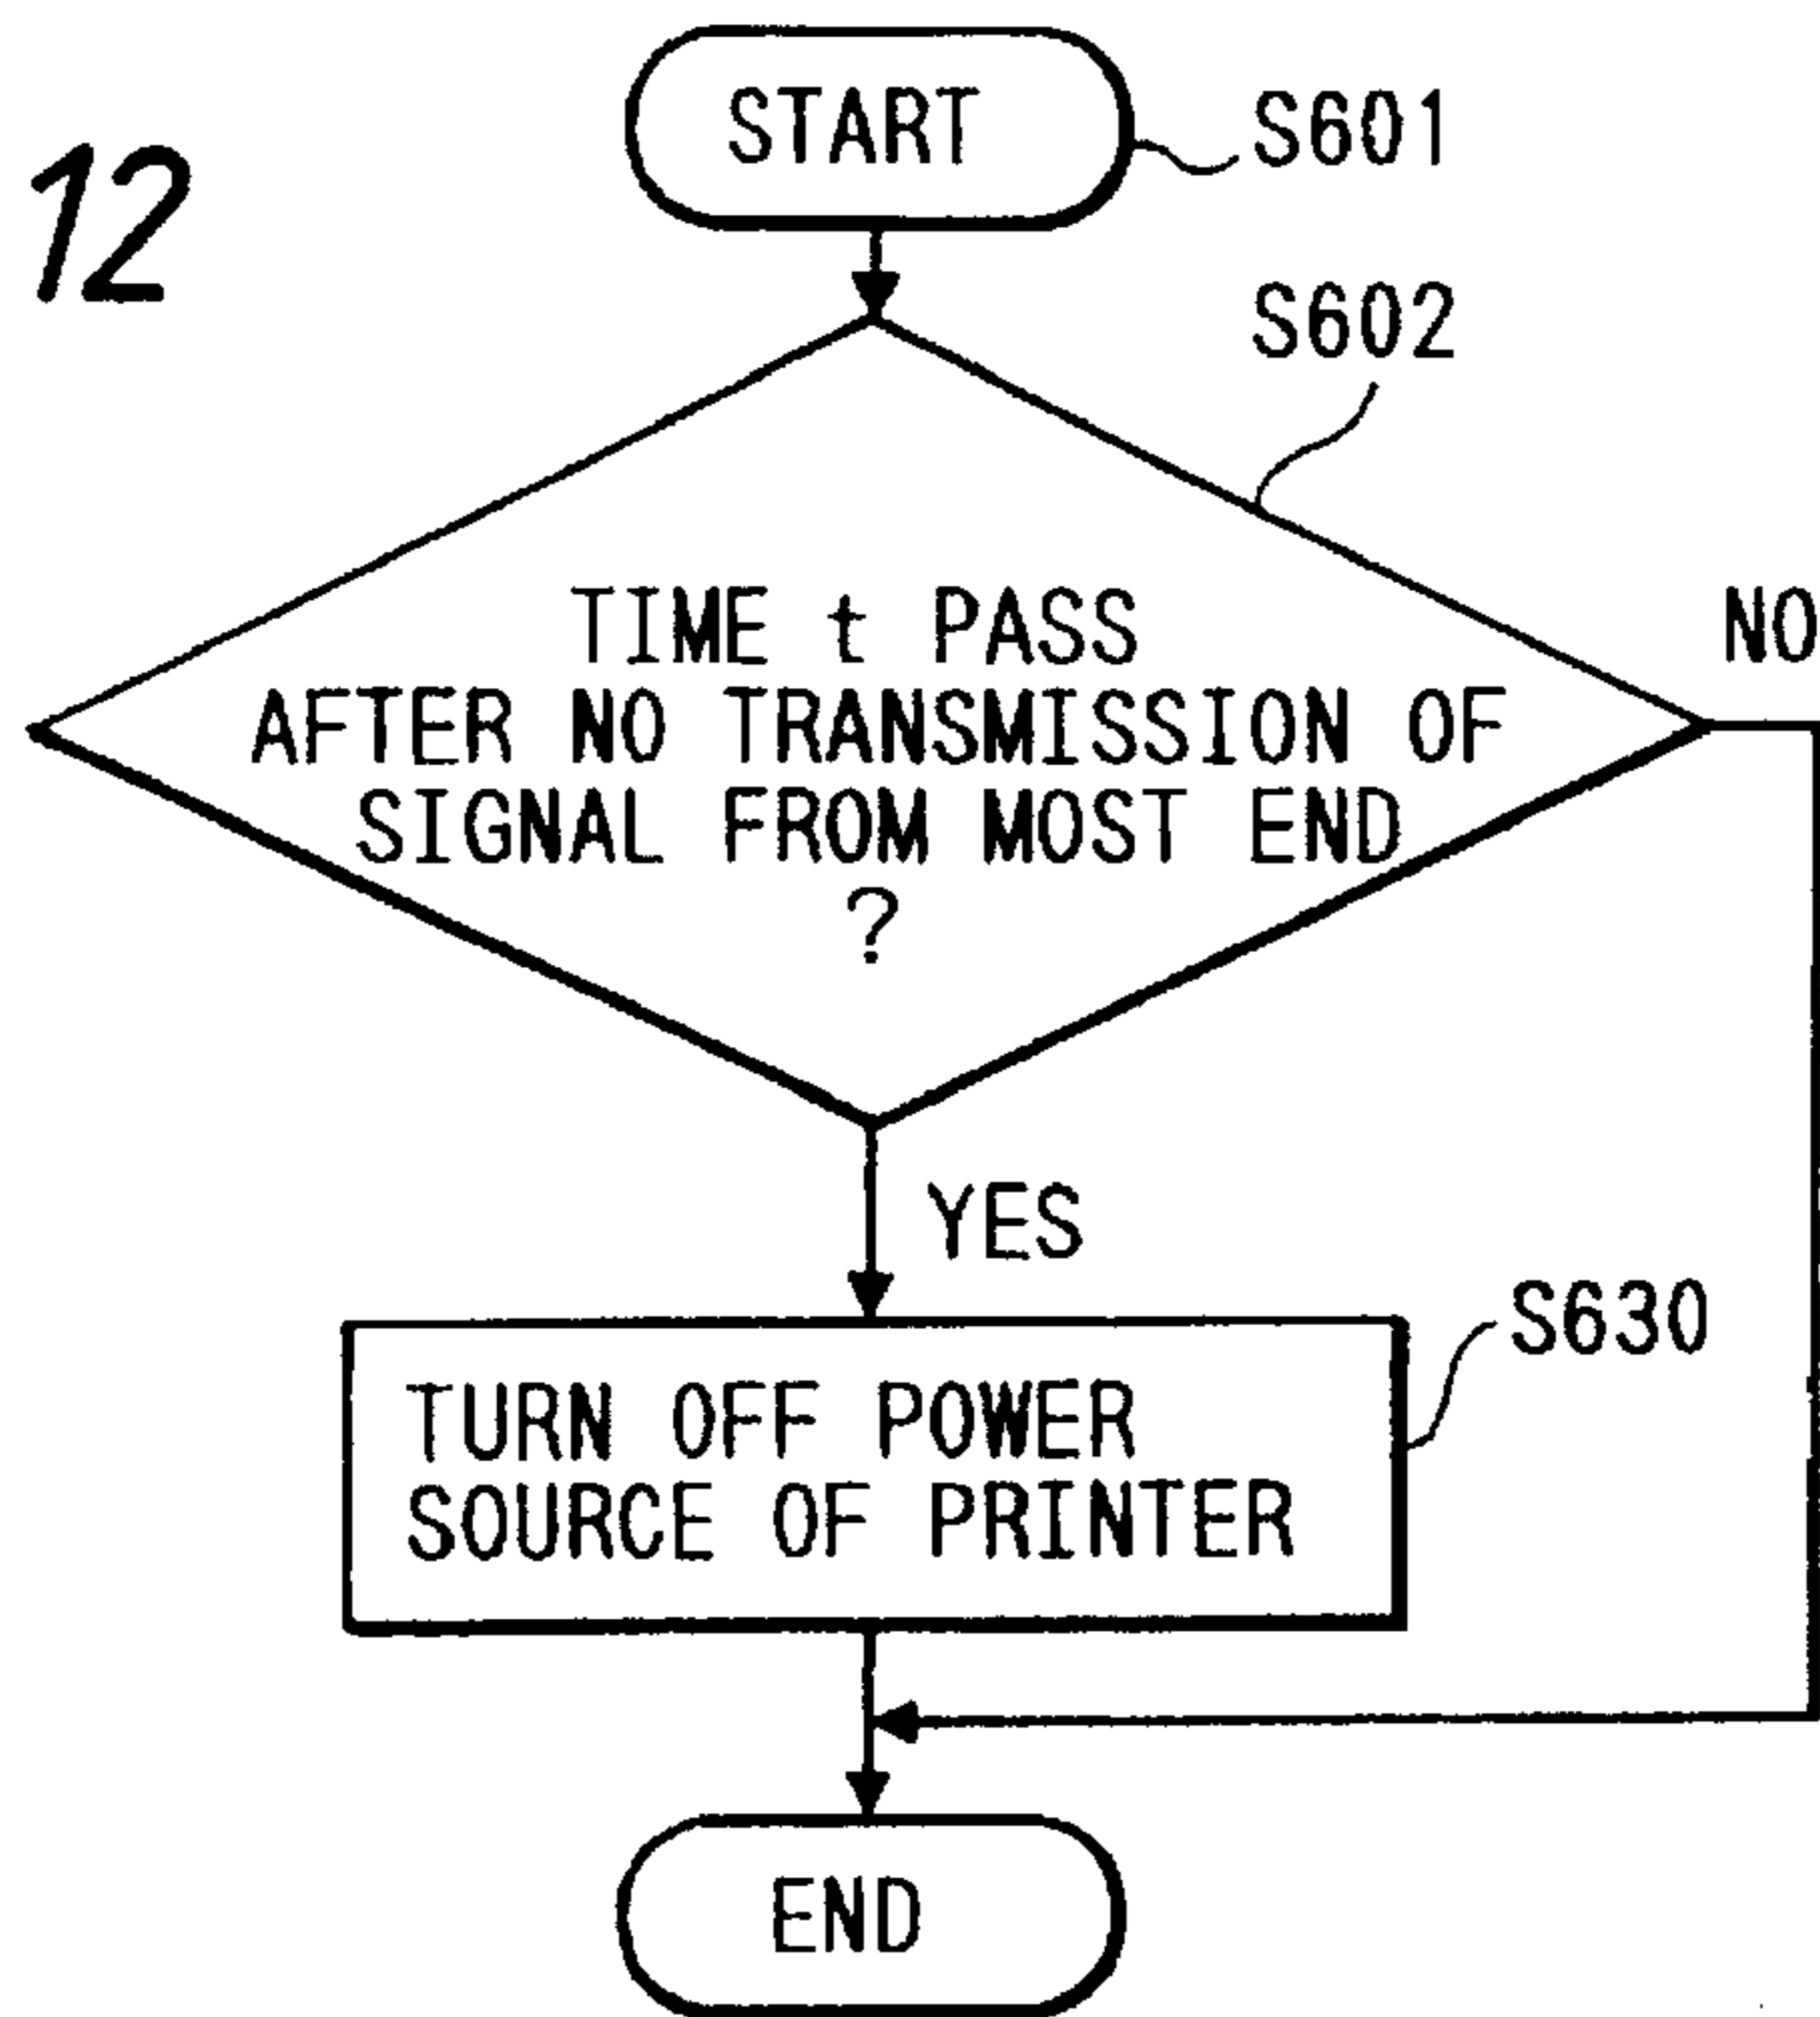 12
START
S601
S602
TIME t PASS
AFTER NO TRANSMISSION OF
SIGNAL FROM MOST END
?
NO
YES
S630
TURN OFF POWER
SOURCE OF PRINTER
END